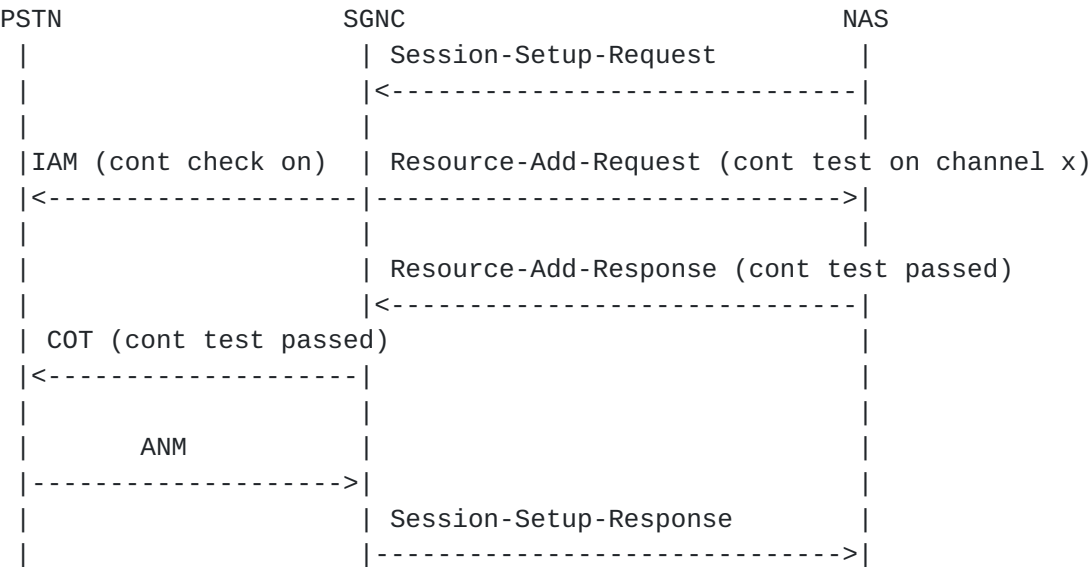 PSTN SGNC NAS
Session-Setup-Request
IAM (cont check on) Resource-Add-Request (cont test on channel x)
Resource-Add-Response (cont test passed)
COT (cont test passed)
ANM
Session-Setup-Response